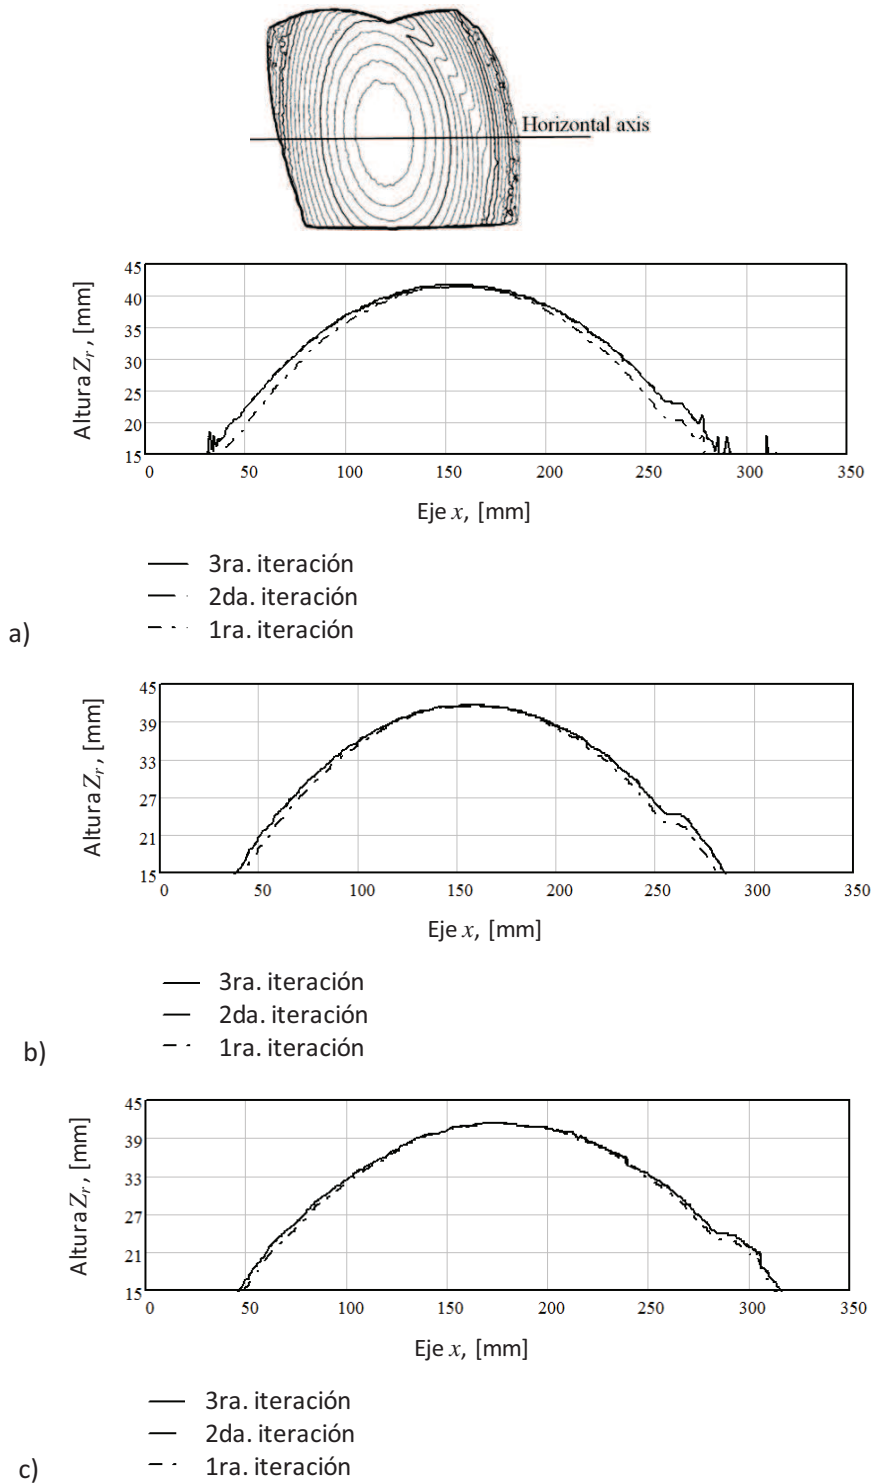 Horizontal axis
45
40
35
30
25
20
15
0 50 100 150 200 250 300 350
Altura Zr , [mm]
Eje x, [mm]
3ra. iteración
2da. iteración
1ra. iteración
a)
45
39
33
27
21
15
0 50 100 150 200 250 300 350
Altura Zr , [mm]
Eje x, [mm]
3ra. iteración
2da. iteración
1ra. iteración
b)
45
39
33
27
21
15
0 50 100 150 200 250 300 350
Altura Zr , [mm]
Eje x, [mm]
3ra. iteración
2da. iteración
1ra. iteración
c)